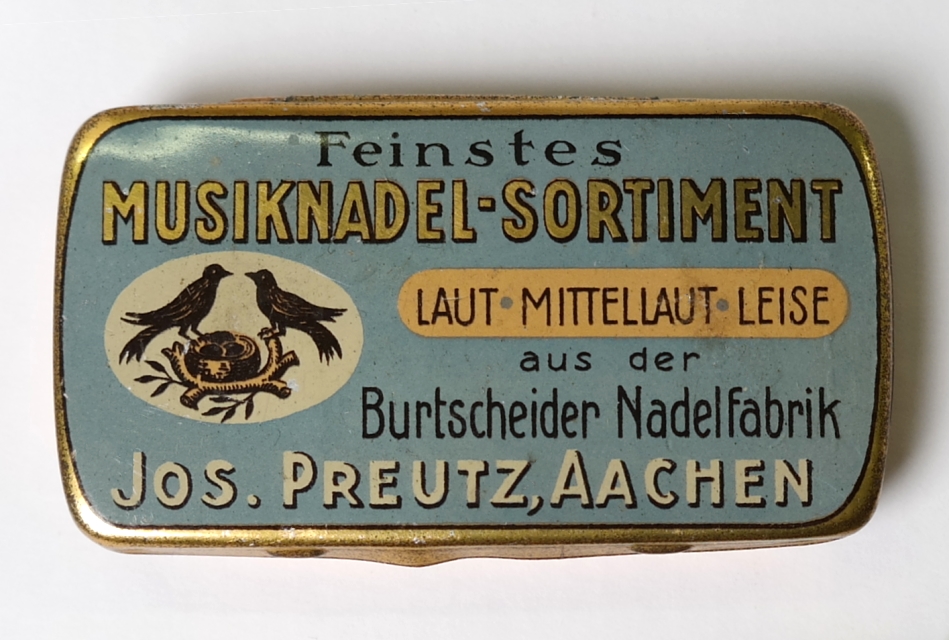 Feinstes
MUSIKNADEL-SORTIMENT
LAUT · MITTELLAUT · LEISE
aus der
Burtscheider Nadelfabrik
JOS. PREUTZ, AACHEN